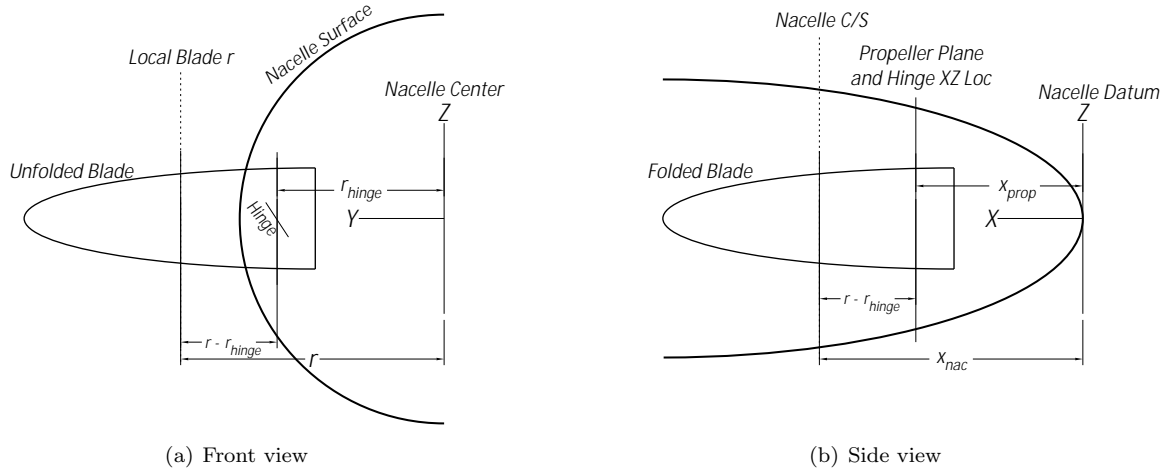 Local Blade r
Nacelle Surface
Nacelle Center
Z
Unfolded Blade
r_hinge
Hinge
Y
r - r_hinge
r
(a) Front view
Nacelle C/S
Propeller Plane
and Hinge XZ Loc
Nacelle Datum
Z
Folded Blade
x_prop
X
r - r_hinge
x_nac
(b) Side view